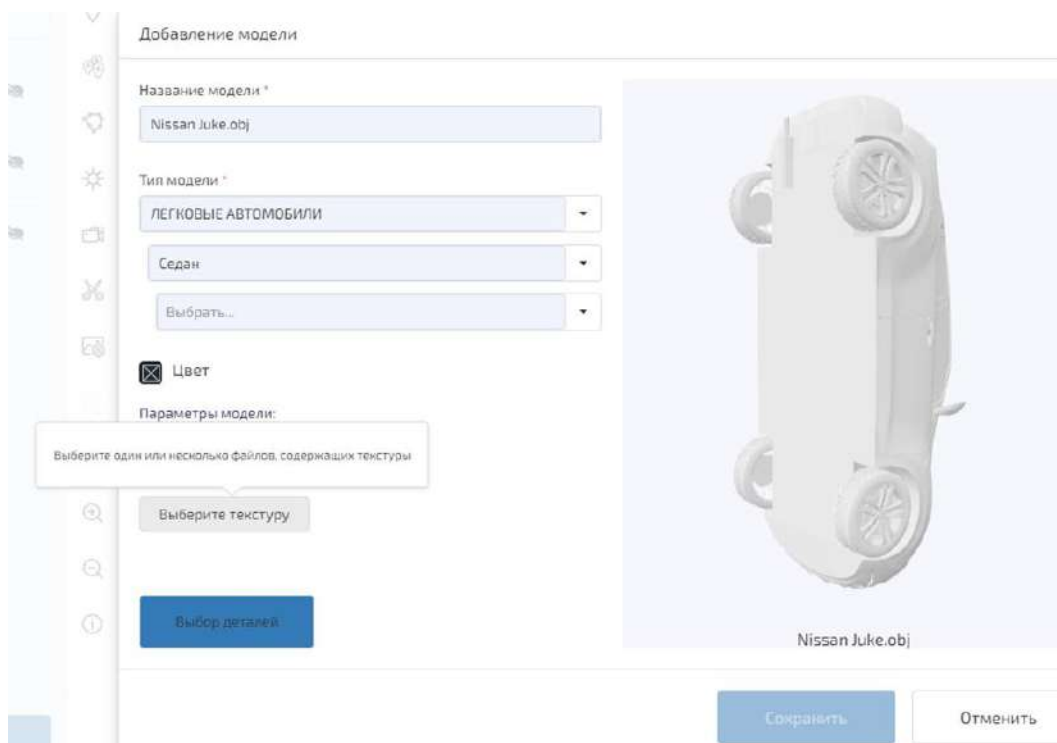 Добавление модели
Название модели *
Nissan Juke.obj
Тип модели *
ЛЕГКОВЫЕ АВТОМОБИЛИ
Седан
Выбрать...
Цвет
Параметры модели:
Выберите один или несколько файлов, содержащих текстуры
Выберите текстуру
Выбор деталей
Nissan Juke.obj
Сохранить
Отменить